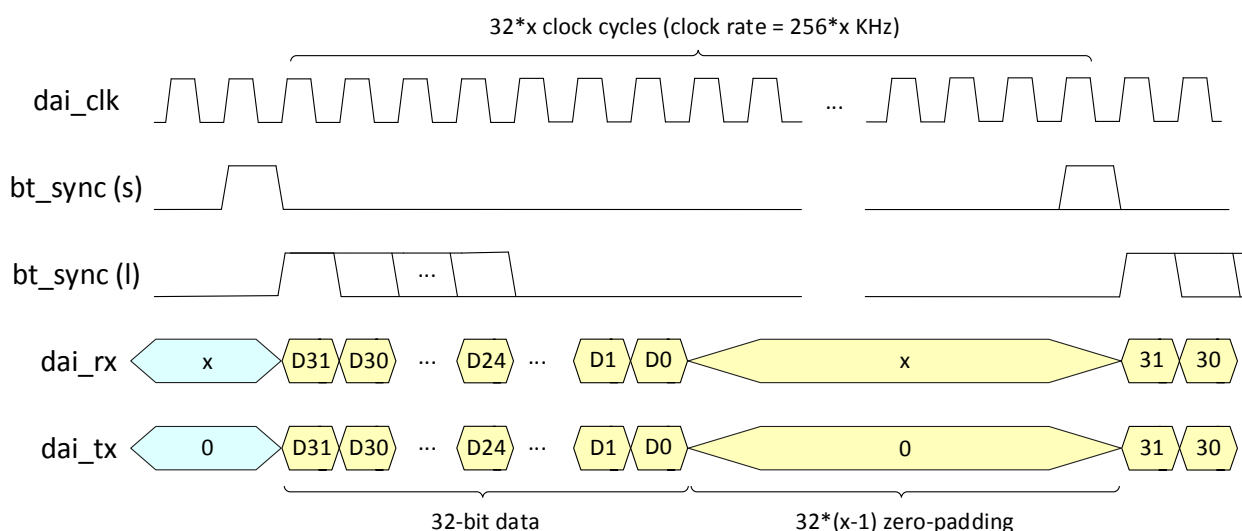 32*x clock cycles (clock rate = 256*x KHz)
dai_clk
...
bt_sync (s)
bt_sync (l)
...
dai_rx
x
D31
D30
...
D24
...
D1
D0
x
31
30
dai_tx
0
D31
D30
...
D24
...
D1
D0
0
31
30
32-bit data
32*(x-1) zero-padding